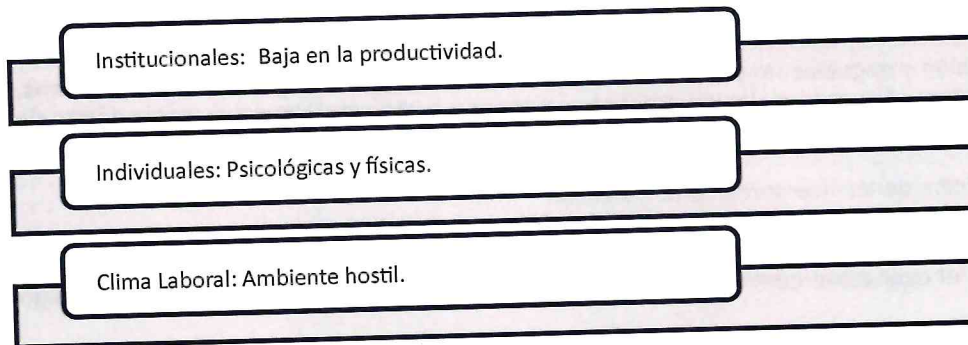 Institucionales: Baja en la productividad.
Individuales: Psicológicas y físicas.
Clima Laboral: Ambiente hostil.